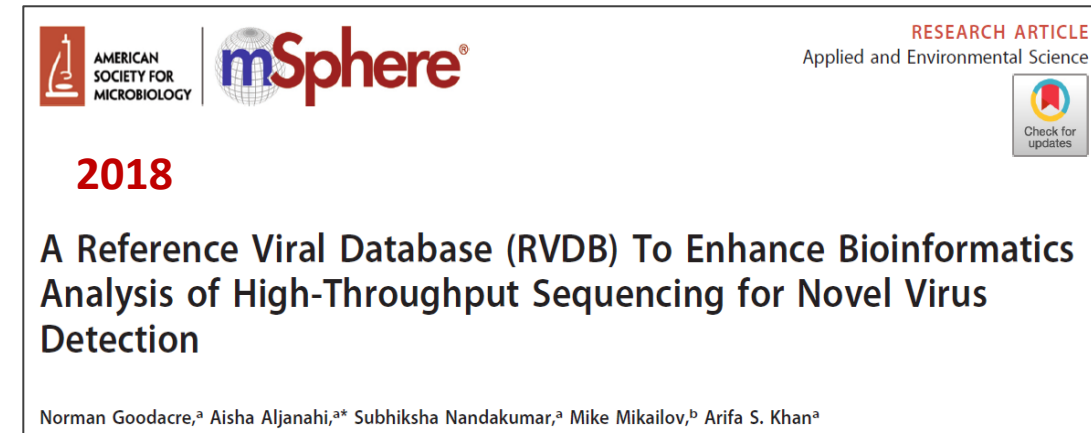 AMERICAN
SOCIETY FOR
MICROBIOLOGY
mSphere®
RESEARCH ARTICLE
Applied and Environmental Science
Check for
updates
2018
A Reference Viral Database (RVDB) To Enhance Bioinformatics
Analysis of High-Throughput Sequencing for Novel Virus
Detection
Norman Goodacre,ᵃ Aisha Aljanahi,ᵃ* Subhiksha Nandakumar,ᵃ Mike Mikailov,ᵇ Arifa S. Khanᵃ